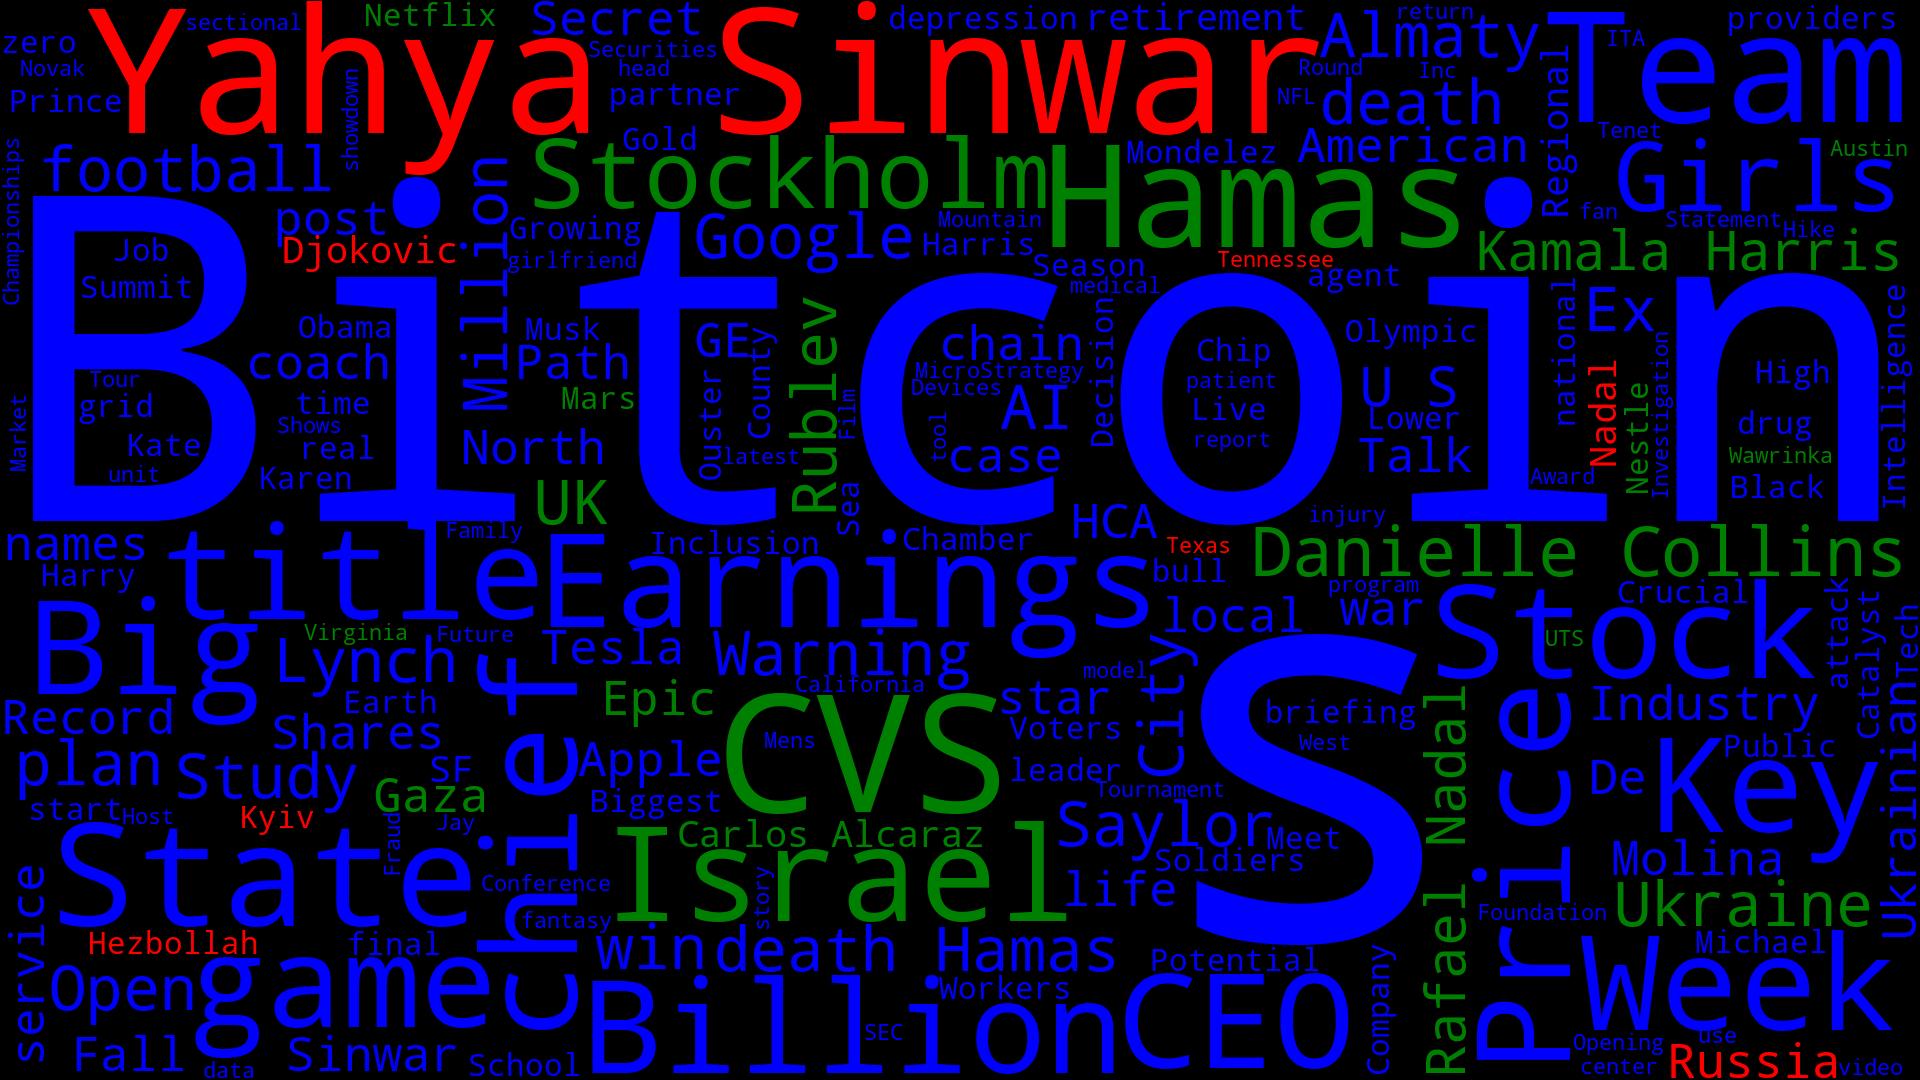 Yahya Sinwar
Team
sectional
Netflix
Secret
depression
retirement
return
providers
zero
Novak
Prince
showdown
Securities
head
partner
Almaty
Round
Inc
ITA
NFL
death
Regional
Gold
football
Stockholm
Hamas
Mondelez
American
Tenet
Girls
Austin
Championships
post
Djokovic
Million
Growing
girlfriend
Google
Mountain
Harris
Season
medical
Tennessee
agent
fan
Statement
Hike
Kamala Harris
Bitcoin
Job
Summit
Obama
coach
Musk
Path
Mars
GE
County
Rublev
chain
MicroStrategy
Devices
AI
Decision
Chip
patient
Live
report
Olympic
U S
Lower
Talk
national
Ex
Nadal
Nestle
Investigation
High
drug
Wawrinka
Black
Intelligence
Market
Tour
grid
Kate
unit
time
Shows
real
Karen
North
Ouster
latest
Film
Sea
tool
case
Award
UK
names
Harry
title
Family
Earnings
Inclusion
Chamber
HCA
Texas
bull
injury
Danielle Collins
Big
Virginia
Future
Lynch
Earth
Tesla
Warning
California
local
program
war
Stock
UTS
Crucial
attack
Catalyst
Tech
Record
Shares
Chief
Epic
CVS
Mens
star
model
Voters
city
S
briefing
West
Industry
Price
plan
Study
SF
Gaza
Apple
Biggest
leader
Tournament
De
Key
Public
Ukrainian
start
Host
Kyiv
Fraud
Jay
State
Israel
Carlos Alcaraz
Saylor
Meet
Soldiers
Rafael Nadal
Molina
service
Conference
fantasy
story
life
Foundation
Ukraine
Hezbollah
final
Open
game
win
death
Hamas
Potential
Company
Week
Michael
Fall
data
Sinwar
School
Billion
SEC
Workers
CEO
Opening
center
use
Russia
video